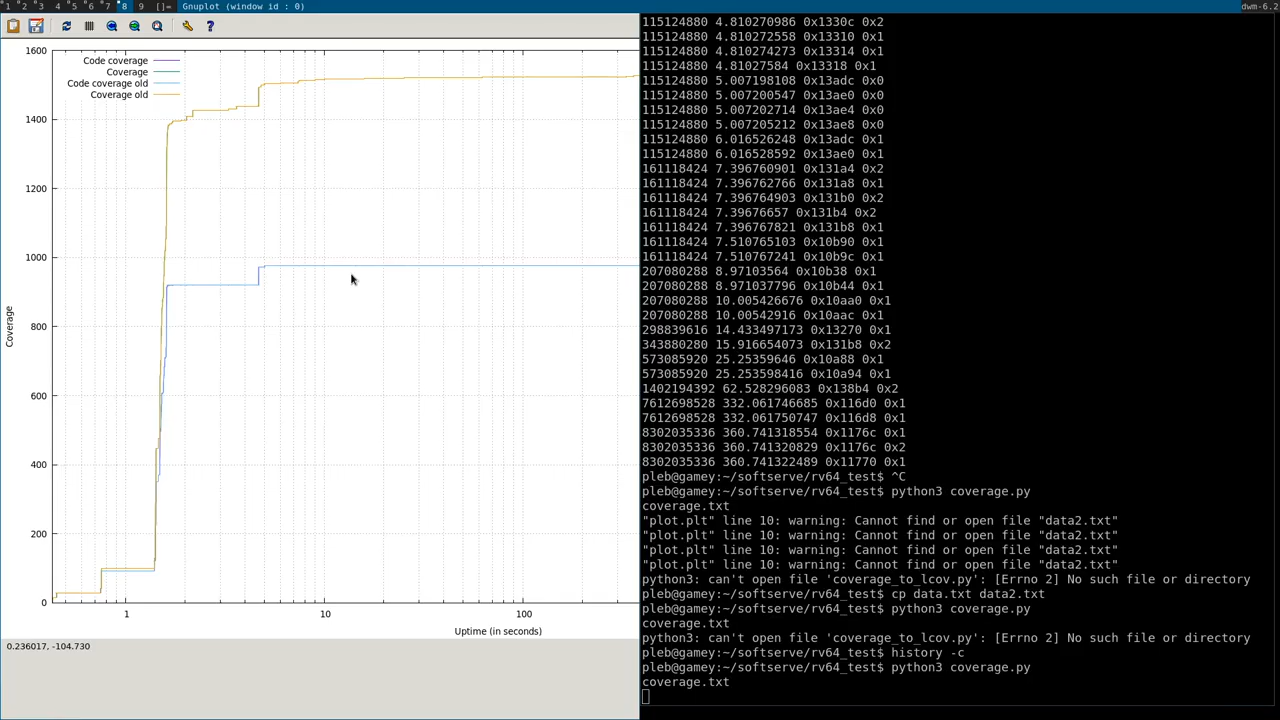 1 2 3 4 5 6 7 8 9 []= Gnuplot (window id : 0) dwm-6.2
1600
1400
1200
1000
800
600
400
200
0
Coverage
Code coverage
Coverage
Code coverage old
Coverage old
1 10 100
Uptime (in seconds)
0.236017, -104.730
115124880 4.810270986 0x1330c 0x2
115124880 4.810272558 0x13310 0x1
115124880 4.810274273 0x13314 0x1
115124880 4.81027584 0x13318 0x1
115124880 5.007198108 0x13adc 0x0
115124880 5.007200547 0x13ae0 0x0
115124880 5.007202714 0x13ae4 0x0
115124880 5.007205212 0x13ae8 0x0
115124880 6.016526248 0x13adc 0x1
115124880 6.016528592 0x13ae0 0x1
161118424 7.396760901 0x131a4 0x2
161118424 7.396762766 0x131a8 0x1
161118424 7.396764903 0x131b0 0x2
161118424 7.39676657 0x131b4 0x2
161118424 7.396767821 0x131b8 0x1
161118424 7.510765103 0x10b90 0x1
161118424 7.510767241 0x10b9c 0x1
207080288 8.97103564 0x10b38 0x1
207080288 8.971037796 0x10b44 0x1
207080288 10.005426676 0x10aa0 0x1
207080288 10.00542916 0x10aac 0x1
298839616 14.433497173 0x13270 0x1
343880280 15.916654073 0x131b8 0x2
573085920 25.25359646 0x10a88 0x1
573085920 25.253598416 0x10a94 0x1
1402194392 62.528296083 0x138b4 0x2
7612698528 332.061746685 0x116d0 0x1
7612698528 332.061750747 0x116d8 0x1
8302035336 360.741318554 0x1176c 0x1
8302035336 360.741320829 0x1176c 0x2
8302035336 360.741322489 0x11770 0x1
pleb@gamey:~/softserve/rv64_test$ ^C
pleb@gamey:~/softserve/rv64_test$ python3 coverage.py
coverage.txt
"plot.plt" line 10: warning: Cannot find or open file "data2.txt"
"plot.plt" line 10: warning: Cannot find or open file "data2.txt"
"plot.plt" line 10: warning: Cannot find or open file "data2.txt"
"plot.plt" line 10: warning: Cannot find or open file "data2.txt"
python3: can't open file 'coverage_to_lcov.py': [Errno 2] No such file or directory
pleb@gamey:~/softserve/rv64_test$ cp data.txt data2.txt
pleb@gamey:~/softserve/rv64_test$ python3 coverage.py
coverage.txt
python3: can't open file 'coverage_to_lcov.py': [Errno 2] No such file or directory
pleb@gamey:~/softserve/rv64_test$ history -c
pleb@gamey:~/softserve/rv64_test$ python3 coverage.py
coverage.txt